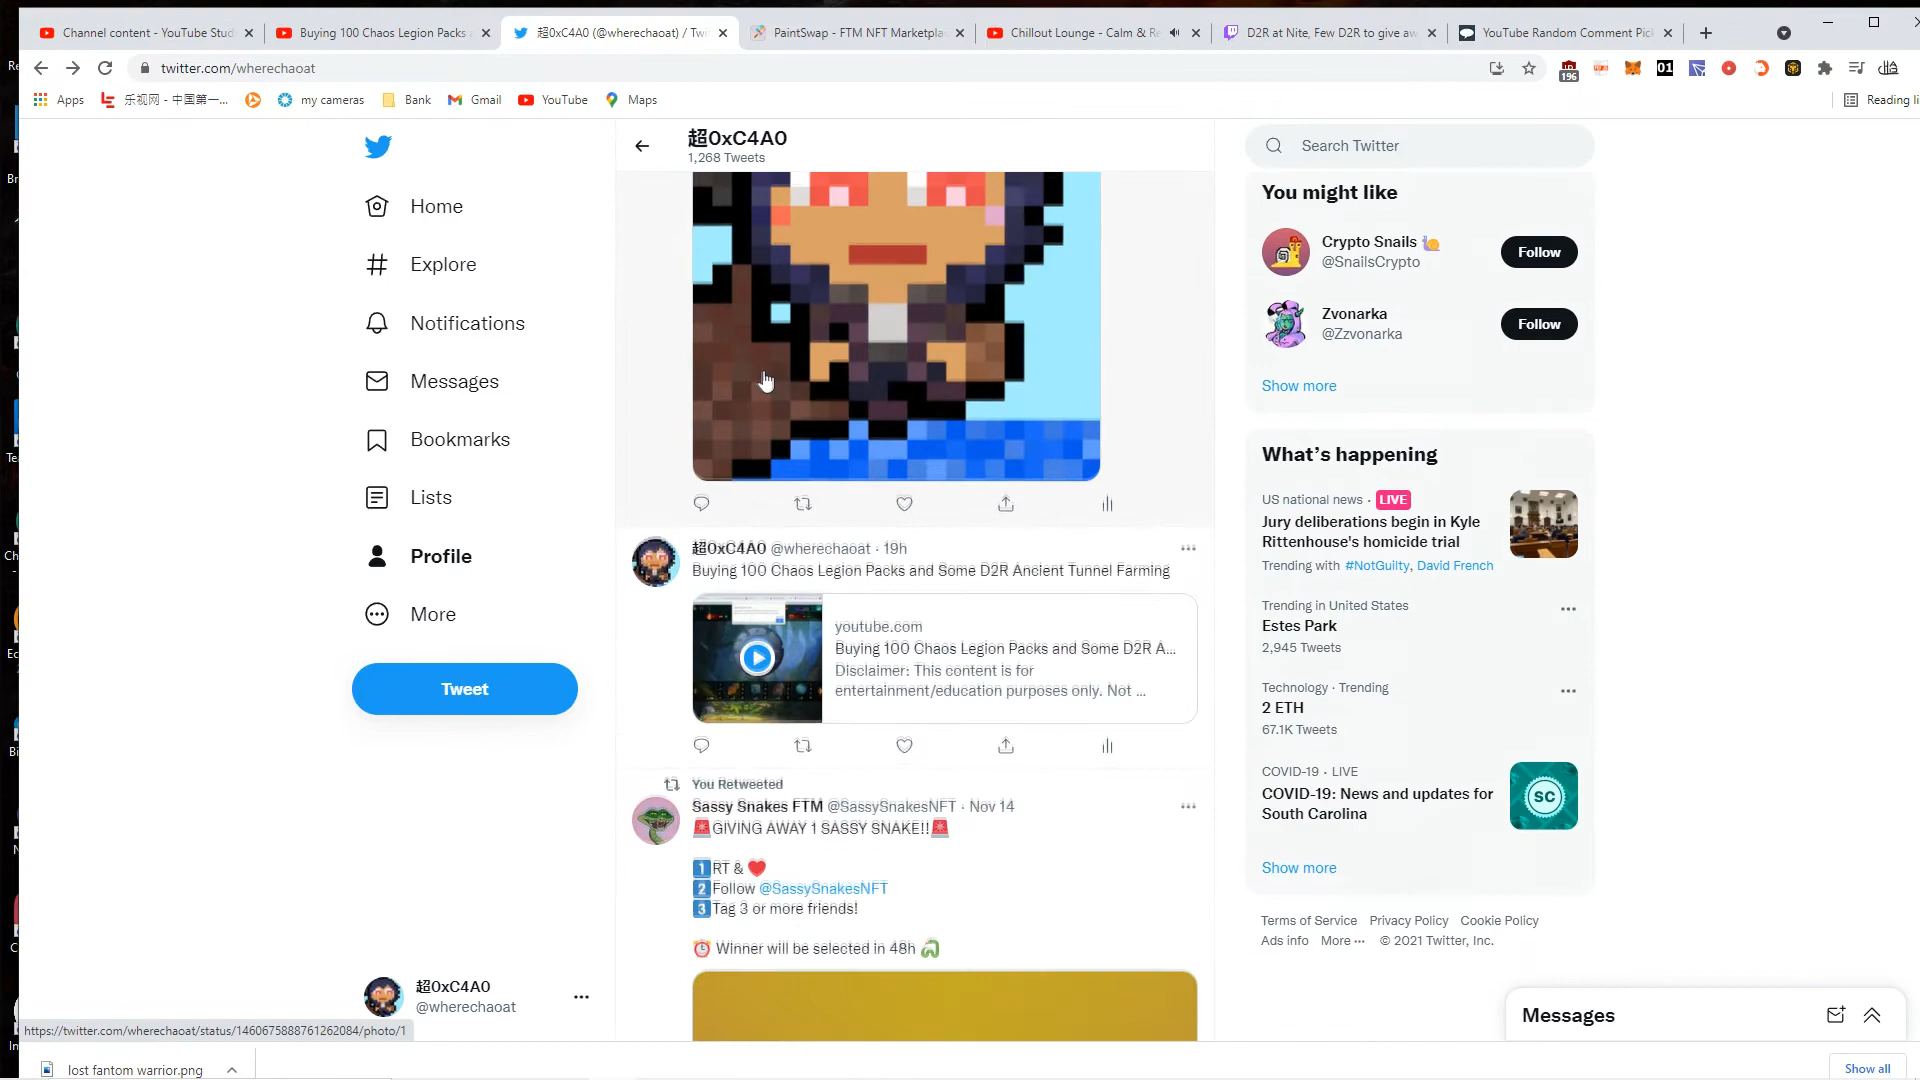 Channel content - YouTube Stud
Buying 100 Chaos Legion Packs
超0xC4A0 (@wherechaoat) / Twi
PaintSwap - FTM NFT Marketpla
Chillout Lounge - Calm & Re
D2R at Nite, Few D2R to give aw
YouTube Random Comment Pic
twitter.com/wherechaoat
196
01
Apps
乐视网 - 中国第一...
my cameras
Bank
Gmail
YouTube
Maps
Reading li
超0xC4A0
1,268 Tweets
Search Twitter
Home
Explore
Notifications
Messages
Bookmarks
Lists
Profile
More
Tweet
超0xC4A0 @wherechaoat · 19h
Buying 100 Chaos Legion Packs and Some D2R Ancient Tunnel Farming
youtube.com
Buying 100 Chaos Legion Packs and Some D2R A...
Disclaimer: This content is for
entertainment/education purposes only. Not ...
You Retweeted
Sassy Snakes FTM @SassySnakesNFT · Nov 14
🚨GIVING AWAY 1 SASSY SNAKE!!🚨
1️⃣RT & ❤️
2️⃣Follow @SassySnakesNFT
3️⃣Tag 3 or more friends!
⏰ Winner will be selected in 48h 🐍
You might like
Crypto Snails 🐌
@SnailsCrypto
Follow
Zvonarka
@Zzvonarka
Follow
Show more
What's happening
US national news · LIVE
Jury deliberations begin in Kyle
Rittenhouse's homicide trial
Trending with #NotGuilty, David French
Trending in United States
Estes Park
2,945 Tweets
Technology · Trending
2 ETH
67.1K Tweets
COVID-19 · LIVE
COVID-19: News and updates for
South Carolina
SC
Show more
Terms of Service Privacy Policy Cookie Policy
Ads info More ··· © 2021 Twitter, Inc.
超0xC4A0
@wherechaoat
Messages
https://twitter.com/wherechaoat/status/1460675888761262084/photo/1
lost fantom warrior.png
Show all